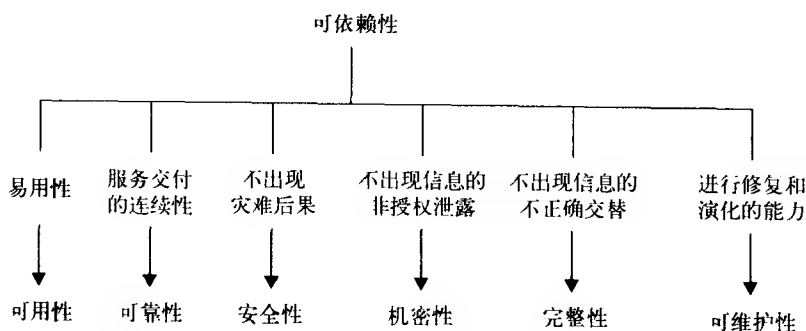 可依赖性
易用性
服务交付
的连续性
不出现
灾难后果
不出现信息的
非授权泄露
不出现信息的
不正确交替
进行修复和
演化的能力
可用性
可靠性
安全性
机密性
完整性
可维护性